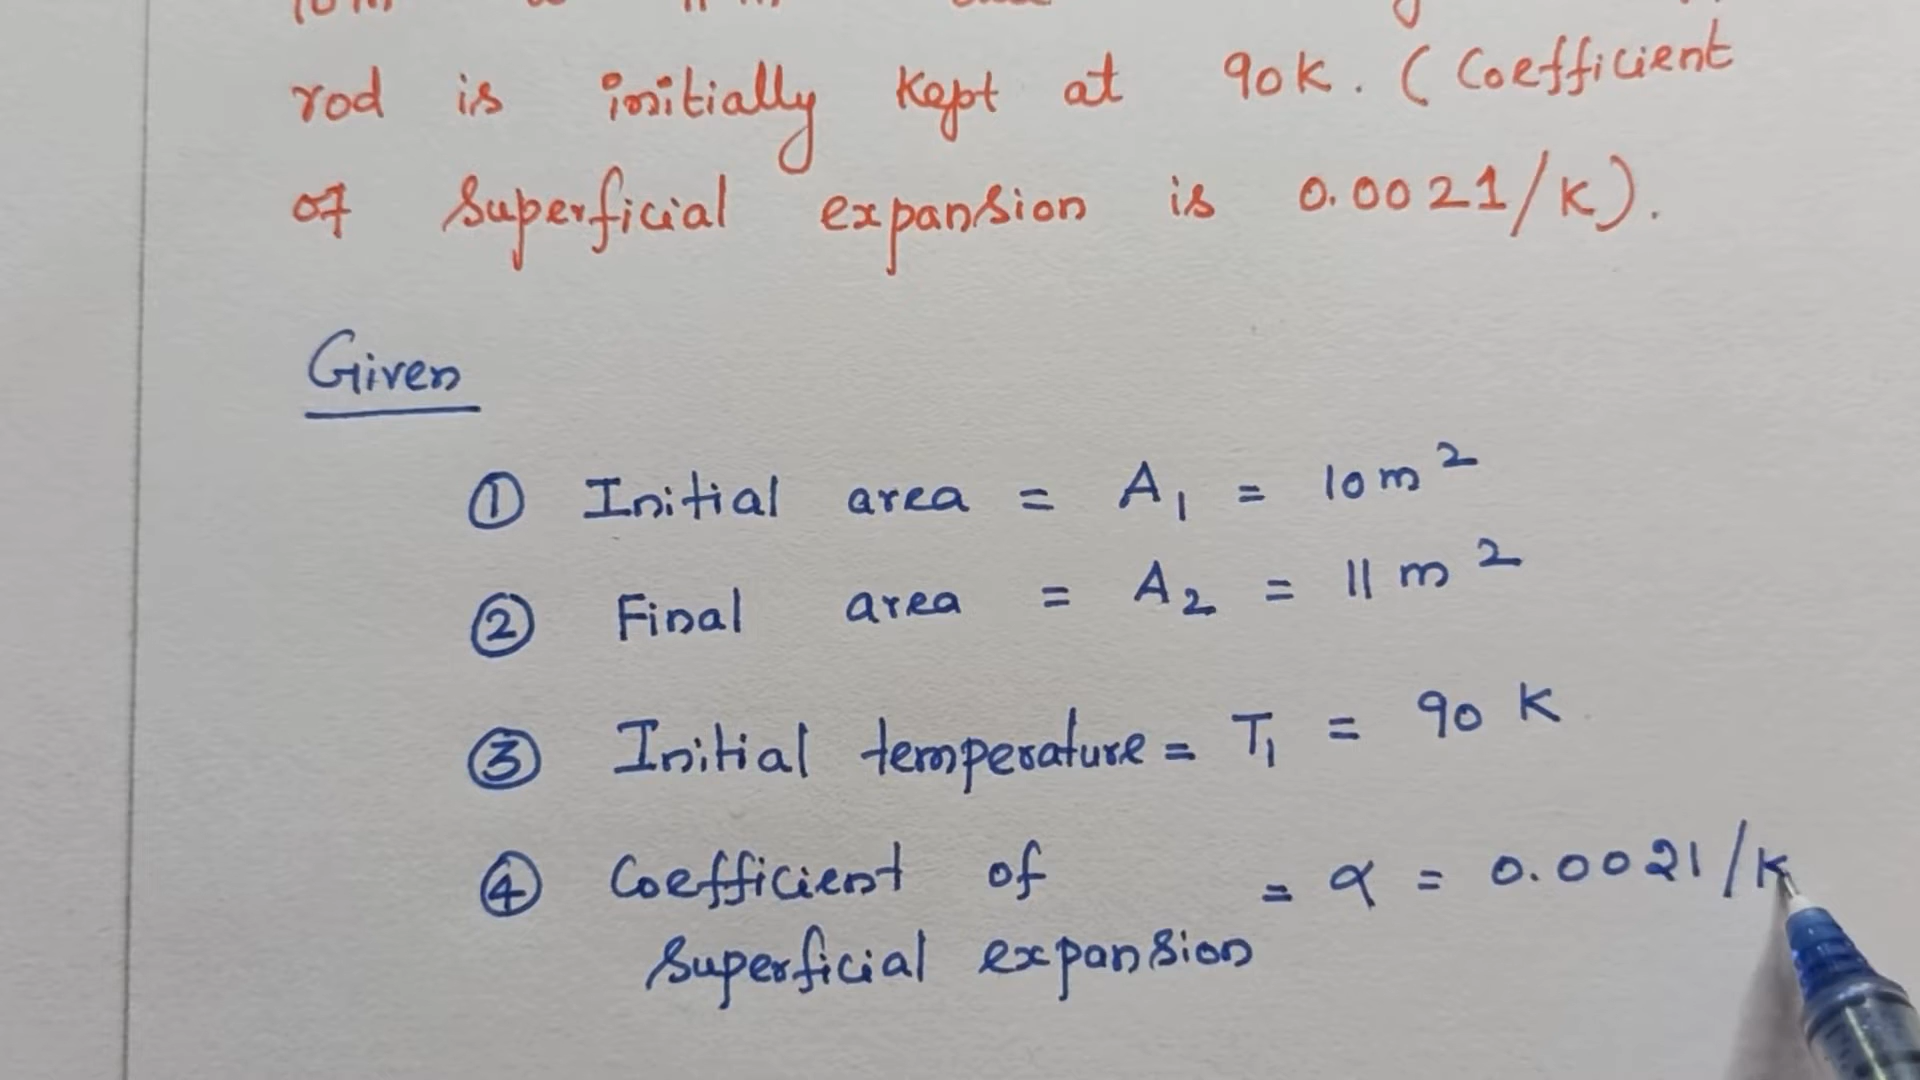 rod is initially kept at 90K. (Coefficient
of superficial expansion is 0.0021/K).
Given
① Initial area = A₁ = 10 m²
② Final area = A₂ = 11 m²
③ Initial temperature = T₁ = 90 K
④ Coefficient of
superficial expansion = α = 0.0021/K